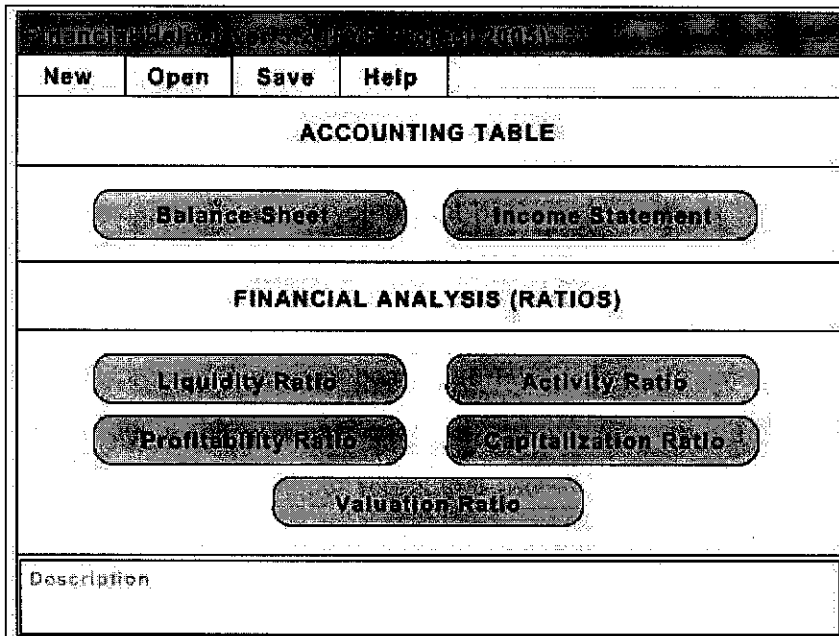 Financial
New Open Save Help
ACCOUNTING TABLE
Balance Sheet Income Statement
FINANCIAL ANALYSIS (RATIOS)
Liquidity Ratio Activity Ratio
Profitability Ratio Capitalization Ratio
Valuation Ratio
Description